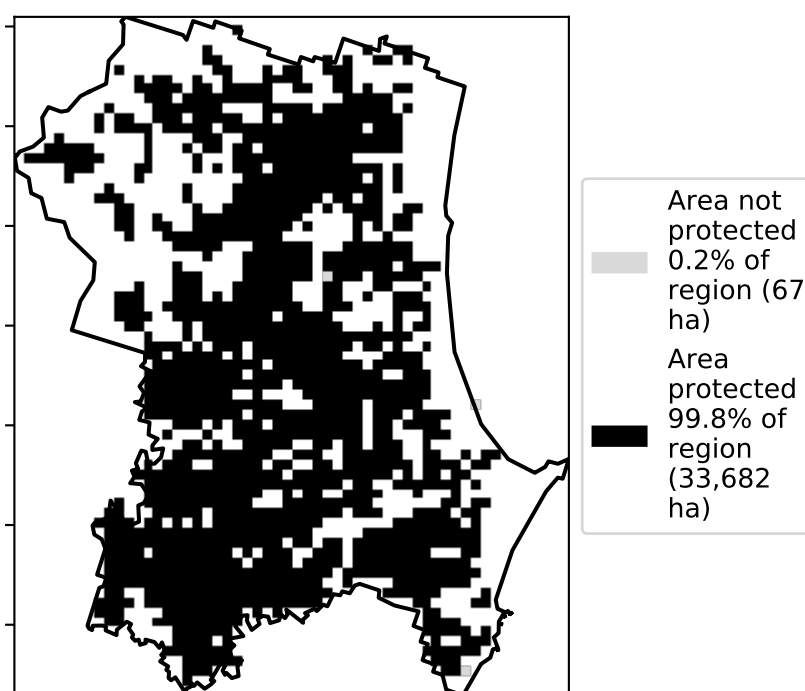 Area not
protected
0.2% of
region (67
ha)
Area
protected
99.8% of
region
(33,682
ha)